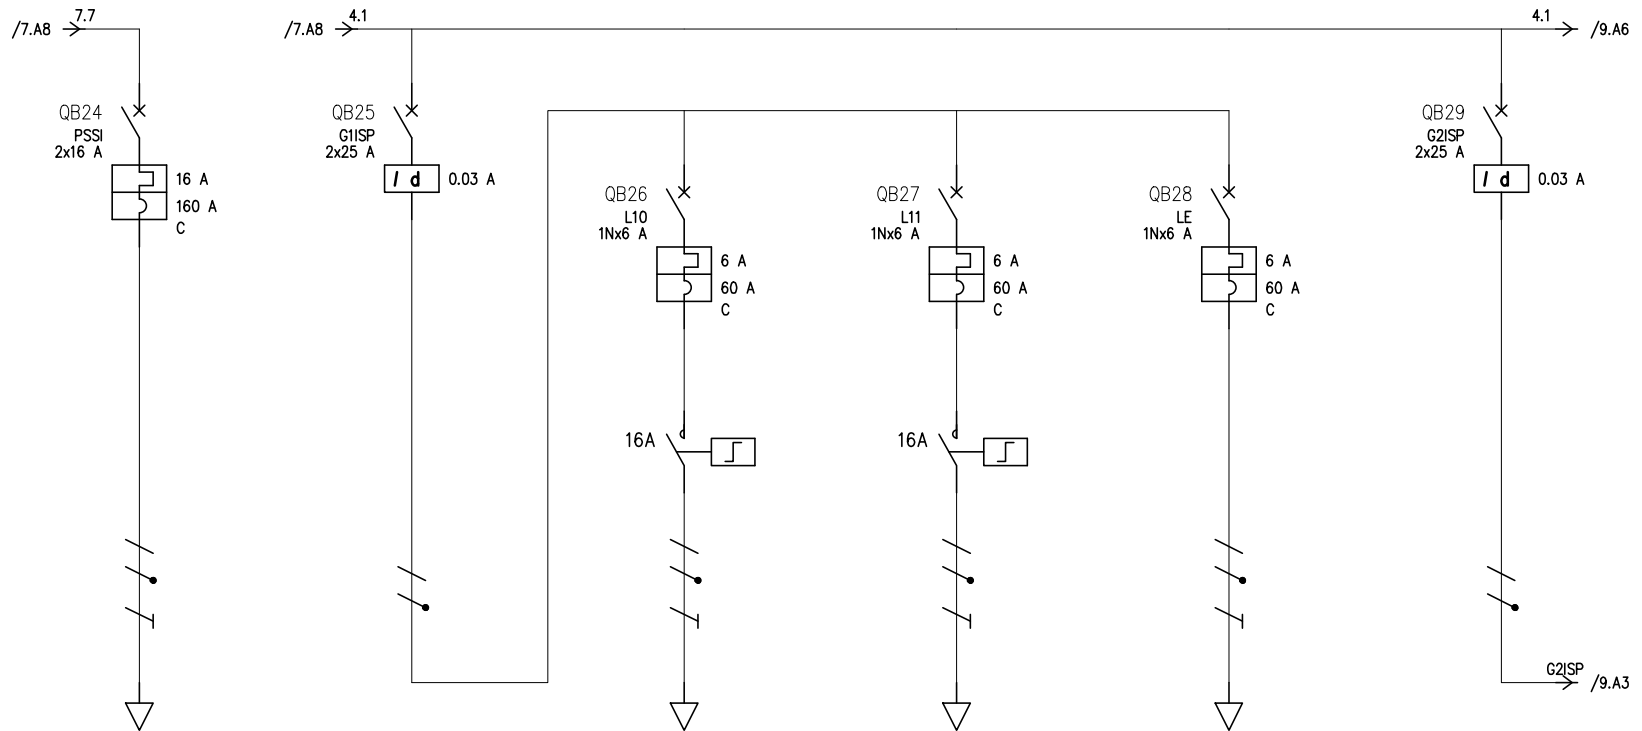 /7.A8 7.7
/7.A8 4.1
4.1 /9.A6
QB24
PSSI
2x16 A
16 A
160 A
C
QB25
G1ISP
2x25 A
I d 0.03 A
QB26
L10
1Nx6 A
6 A
60 A
C
16A
QB27
L11
1Nx6 A
6 A
60 A
C
16A
QB28
LE
1Nx6 A
6 A
60 A
C
QB29
G2ISP
2x25 A
I d 0.03 A
G2ISP /9.A3